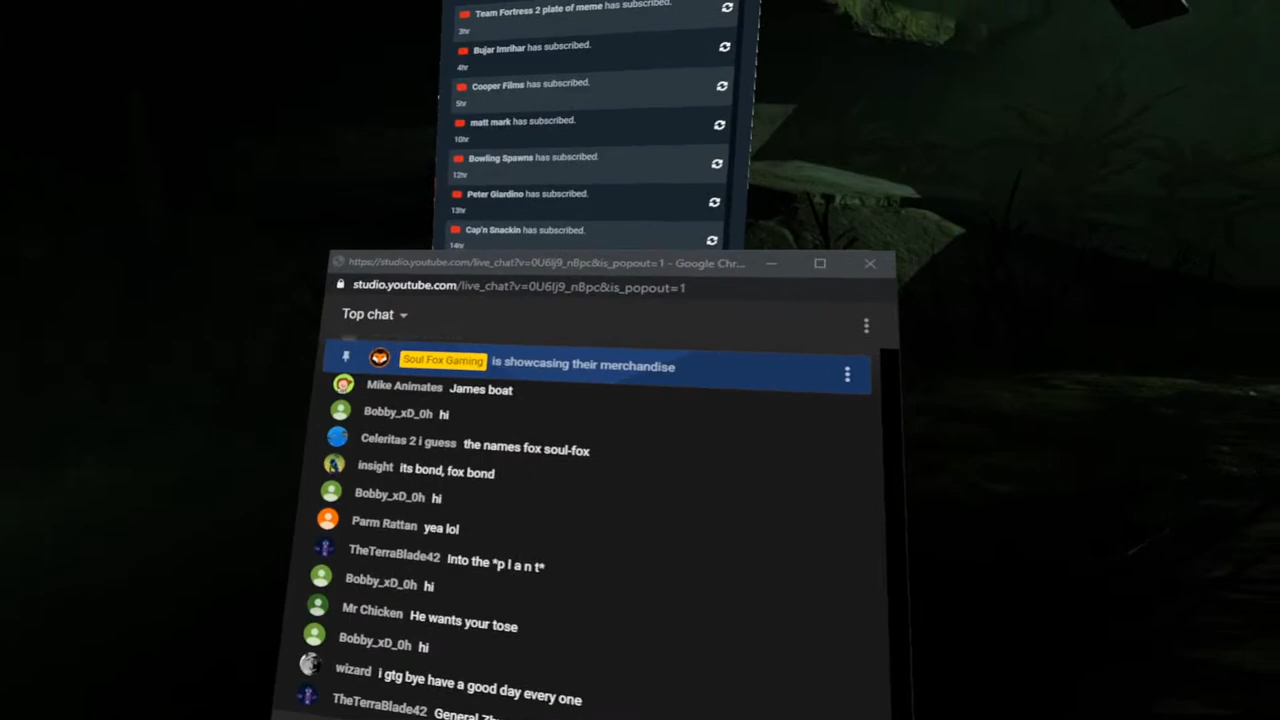 Team Fortress 2 plate of meme has subscribed.
3hr
Bujar Imrihar has subscribed.
4hr
Cooper Films has subscribed.
5hr
matt mark has subscribed.
10hr
Bowling Spawns has subscribed.
12hr
Peter Giardino has subscribed.
13hr
Cap'n Snackin has subscribed.
14hr
https://studio.youtube.com/live_chat?v=0U6Ij9_nBpc&is_popout=1 - Google Chr...
studio.youtube.com/live_chat?v=0U6Ij9_nBpc&is_popout=1
Top chat
Soul Fox Gaming is showcasing their merchandise
Mike Animates James boat
Bobby_xD_0h hi
Celeritas 2 i guess the names fox soul-fox
insight its bond, fox bond
Bobby_xD_0h hi
Parm Rattan yea lol
TheTerraBlade42 Into the *p l a n t*
Bobby_xD_0h hi
Mr Chicken He wants your tose
Bobby_xD_0h hi
wizard i gtg bye have a good day every one
TheTerraBlade42 General